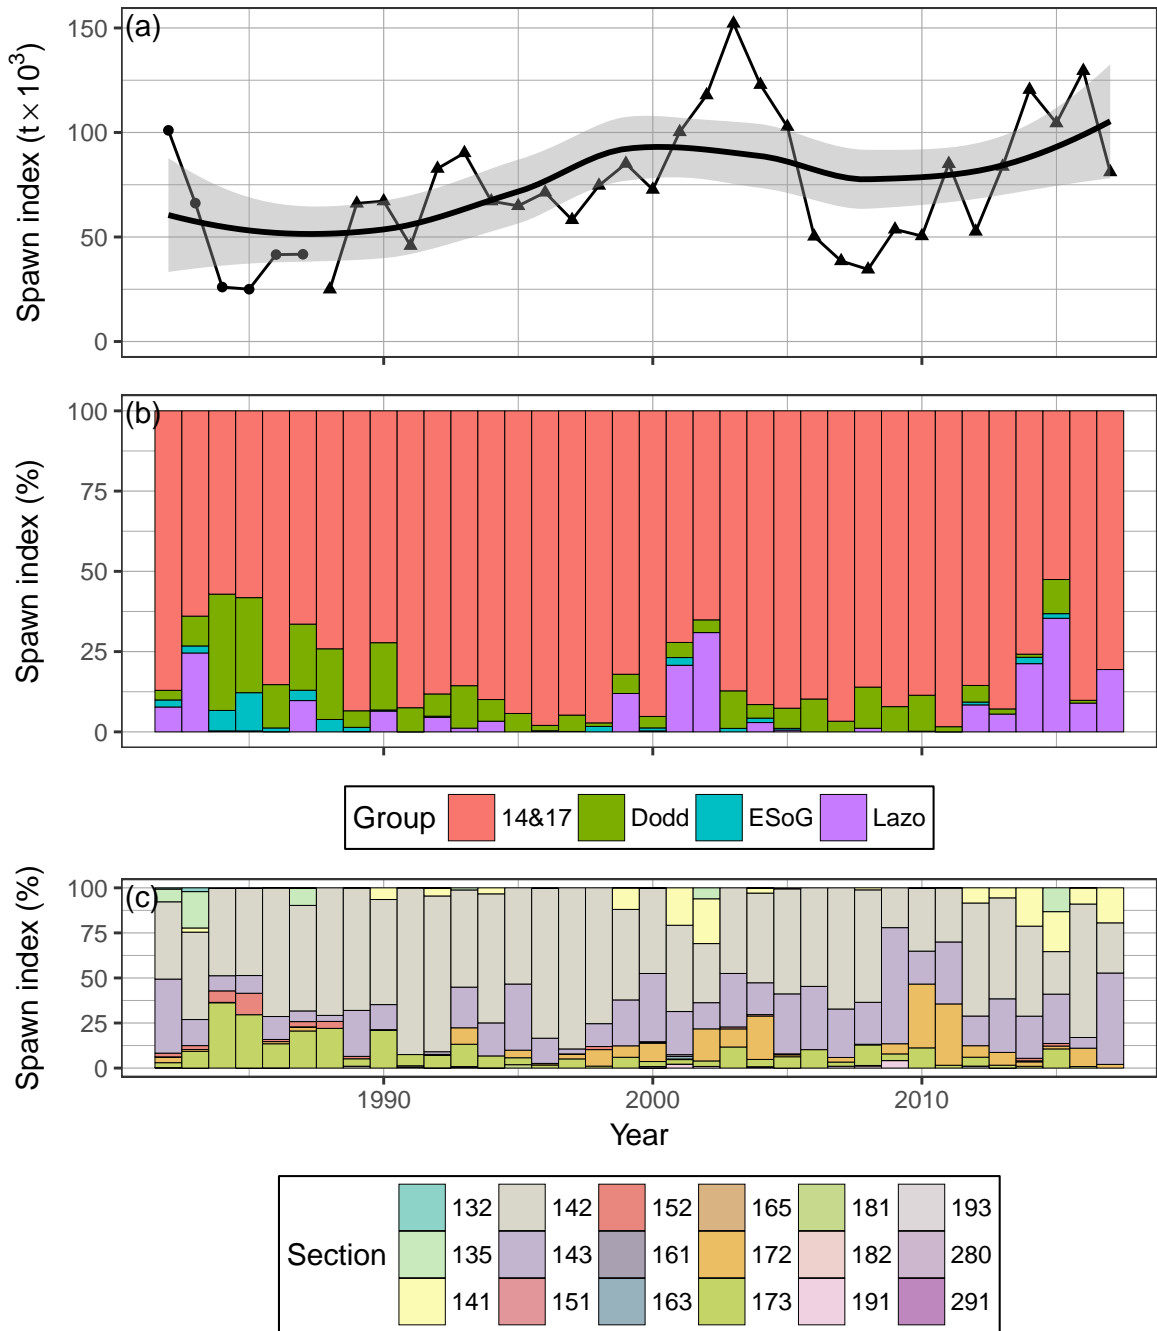 (a)
Spawn index (t × 10³)
150
100
50
0
(b)
Spawn index (%)
100
75
50
25
0
Group 14&17 Dodd ESoG Lazo
(c)
Spawn index (%)
100
75
50
25
0
1990 2000 2010
Year
132 142 152 165 181 193
Section 135 143 161 172 182 280
141 151 163 173 191 291